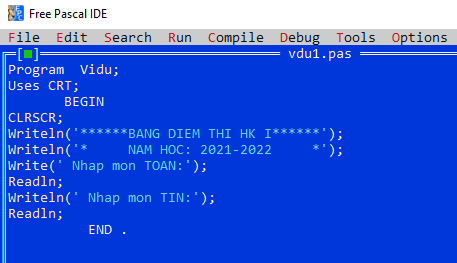 Free Pascal IDE
File Edit Search Run Compile Debug Tools Options
[■] vdu1.pas
Program  Vidu;
Uses CRT;
       BEGIN
CLRSCR;
Writeln('******BANG DIEM THI HK I******');
Writeln('*     NAM HOC: 2021-2022     *');
Write(' Nhap mon TOAN:');
Readln;
Writeln(' Nhap mon TIN:');
Readln;
          END .